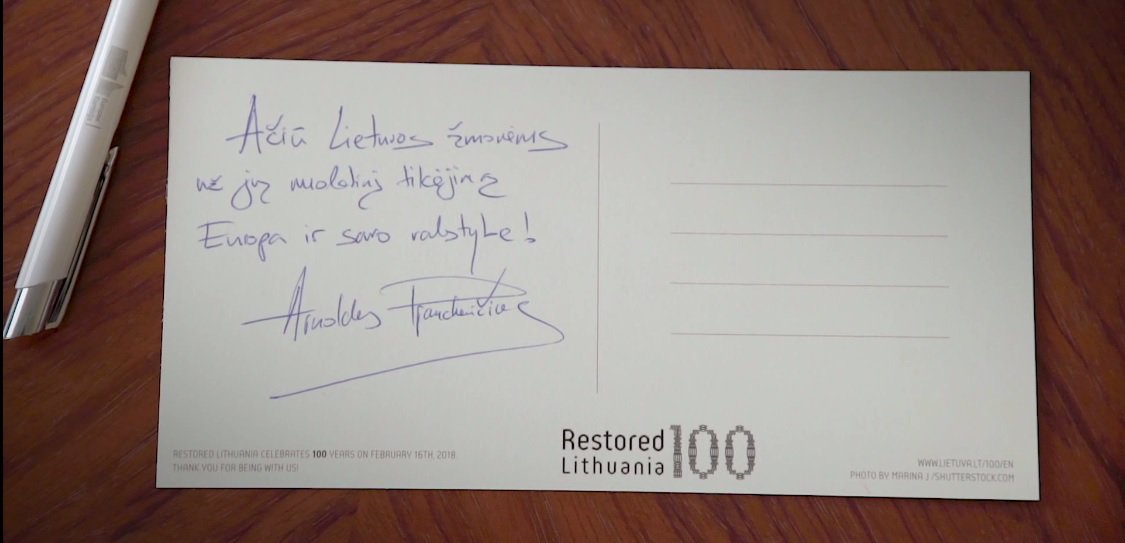 Ačiū Lietuvos žmonėms
už jų nuolatinį tikėjimą
Europa ir savo valstybe!
Arnoldas Pranckevičius
RESTORED LITHUANIA CELEBRATES 100 YEARS ON FEBRUARY 16TH, 2018.
THANK YOU FOR BEING WITH US!
Restored
Lithuania
100
WWW.LIETUVA.LT/100/EN
PHOTO BY MARINA J /SHUTTERSTOCK.COM